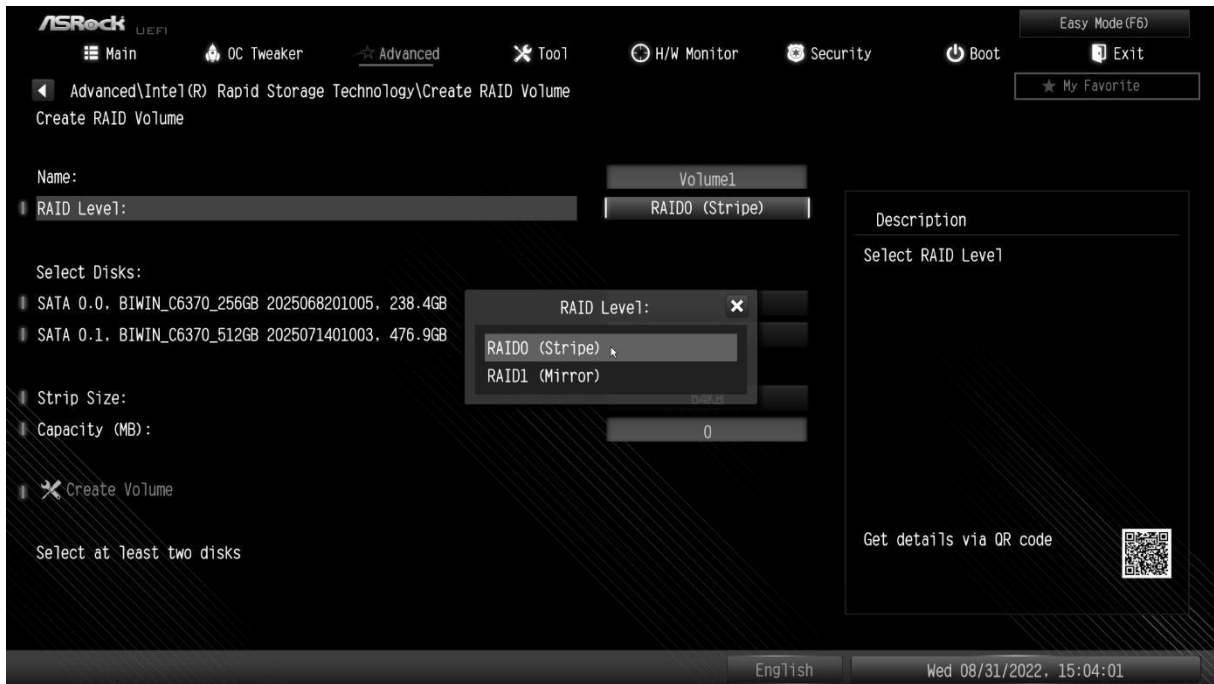 ASRock UEFI
Easy Mode(F6)
Main OC Tweaker Advanced Tool H/W Monitor Security Boot Exit
Advanced\Intel(R) Rapid Storage Technology\Create RAID Volume
My Favorite
Create RAID Volume
Name: Volume1
RAID Level: RAID0 (Stripe)
Description
Select RAID Level
Select Disks:
SATA 0.0, BIWIN_C6370_256GB 2025068201005, 238.4GB
SATA 0.1, BIWIN_C6370_512GB 2025071401003, 476.9GB
RAID Level:
RAID0 (Stripe)
RAID1 (Mirror)
Strip Size: 64KB
Capacity (MB): 0
Create Volume
Select at least two disks
Get details via QR code
English
Wed 08/31/2022, 15:04:01